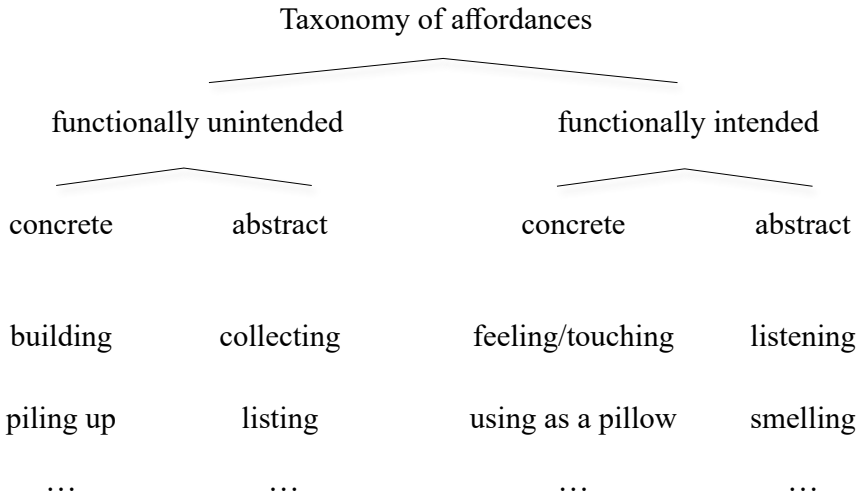 Taxonomy of affordances
functionally unintended functionally intended
concrete abstract concrete abstract
building collecting feeling/touching listening
piling up listing using as a pillow smelling
… … … …